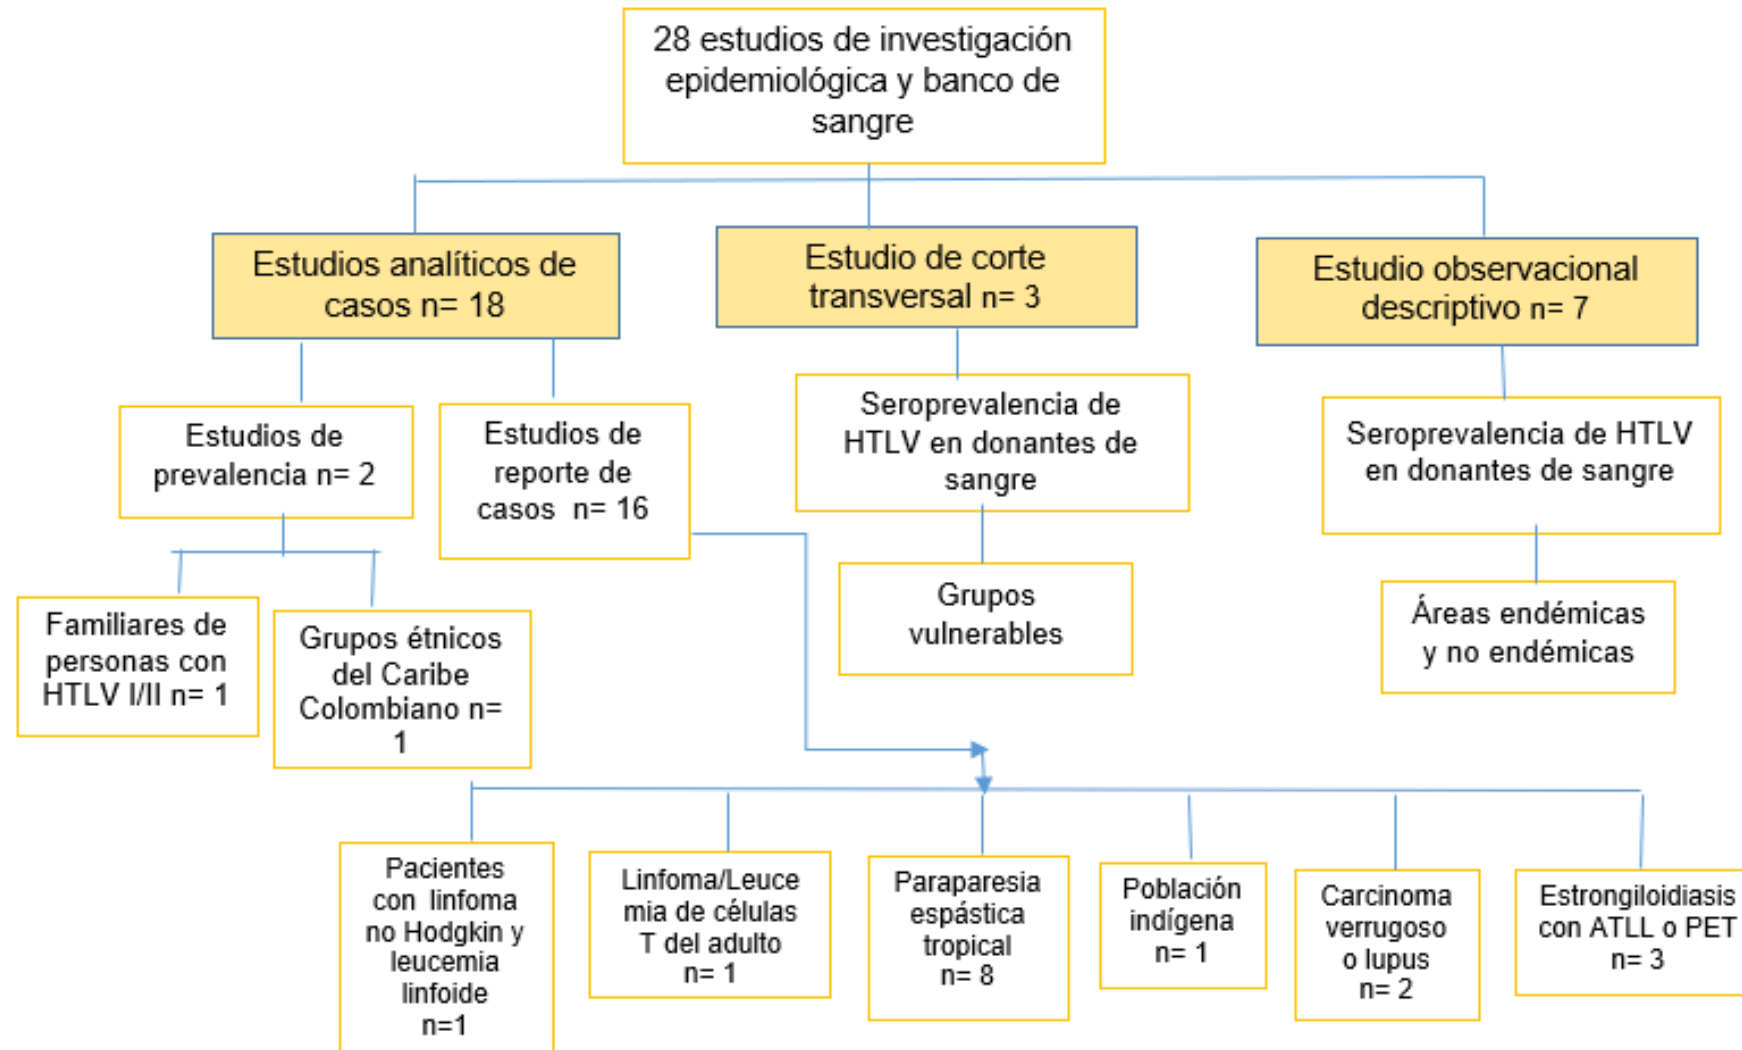 28 estudios de investigación
epidemiológica y banco de
sangre
Estudios analíticos de
casos n= 18
Estudio de corte
transversal n= 3
Estudio observacional
descriptivo n= 7
Estudios de
prevalencia n= 2
Estudios de
reporte de
casos n= 16
Seroprevalencia de
HTLV en donantes de
sangre
Seroprevalencia de HTLV
en donantes de sangre
Familiares de
personas con
HTLV I/II n= 1
Grupos étnicos
del Caribe
Colombiano n=
1
Grupos
vulnerables
Áreas endémicas
y no endémicas
Pacientes
con linfoma
no Hodgkin y
leucemia
linfoide
n=1
Linfoma/Leuce
mia de células
T del adulto
n= 1
Paraparesia
espástica
tropical
n= 8
Población
indígena
n= 1
Carcinoma
verrugoso
o lupus
n= 2
Estrongiloidiasis
con ATLL o PET
n= 3